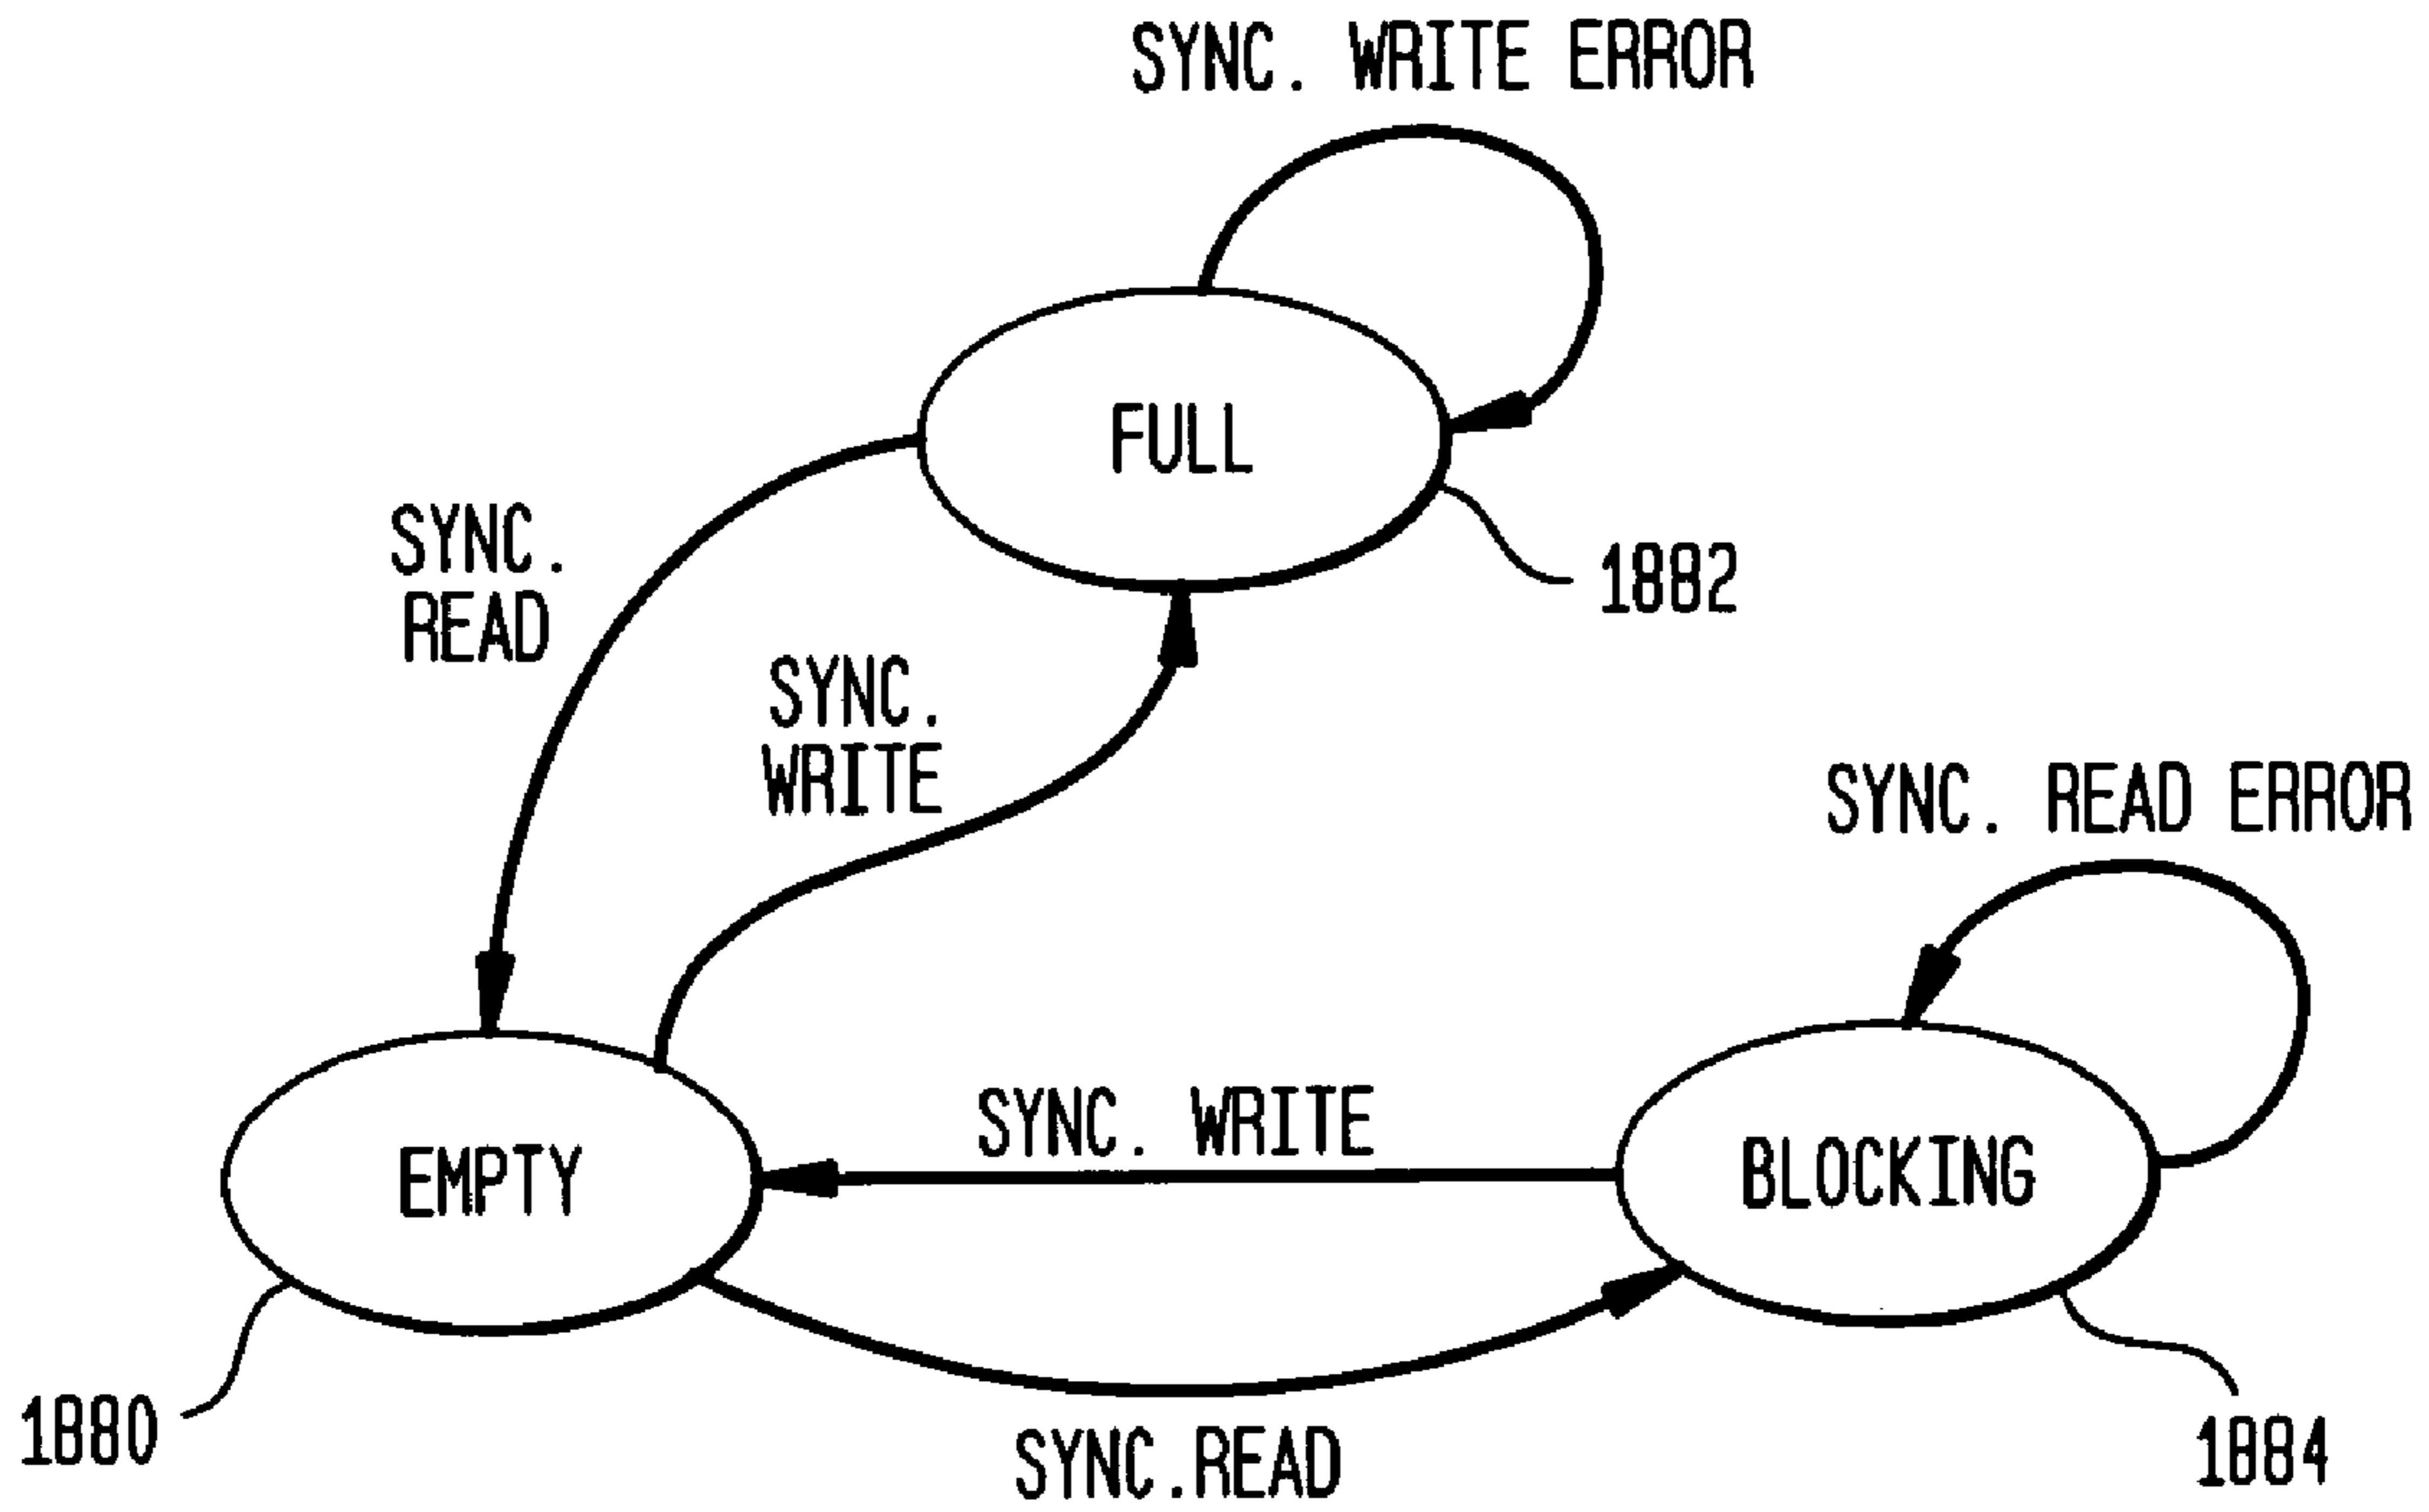 SYNC. WRITE ERROR
FULL
SYNC.
READ
1882
SYNC.
WRITE
SYNC. READ ERROR
SYNC. WRITE
EMPTY
BLOCKING
1880
SYNC.READ
1884